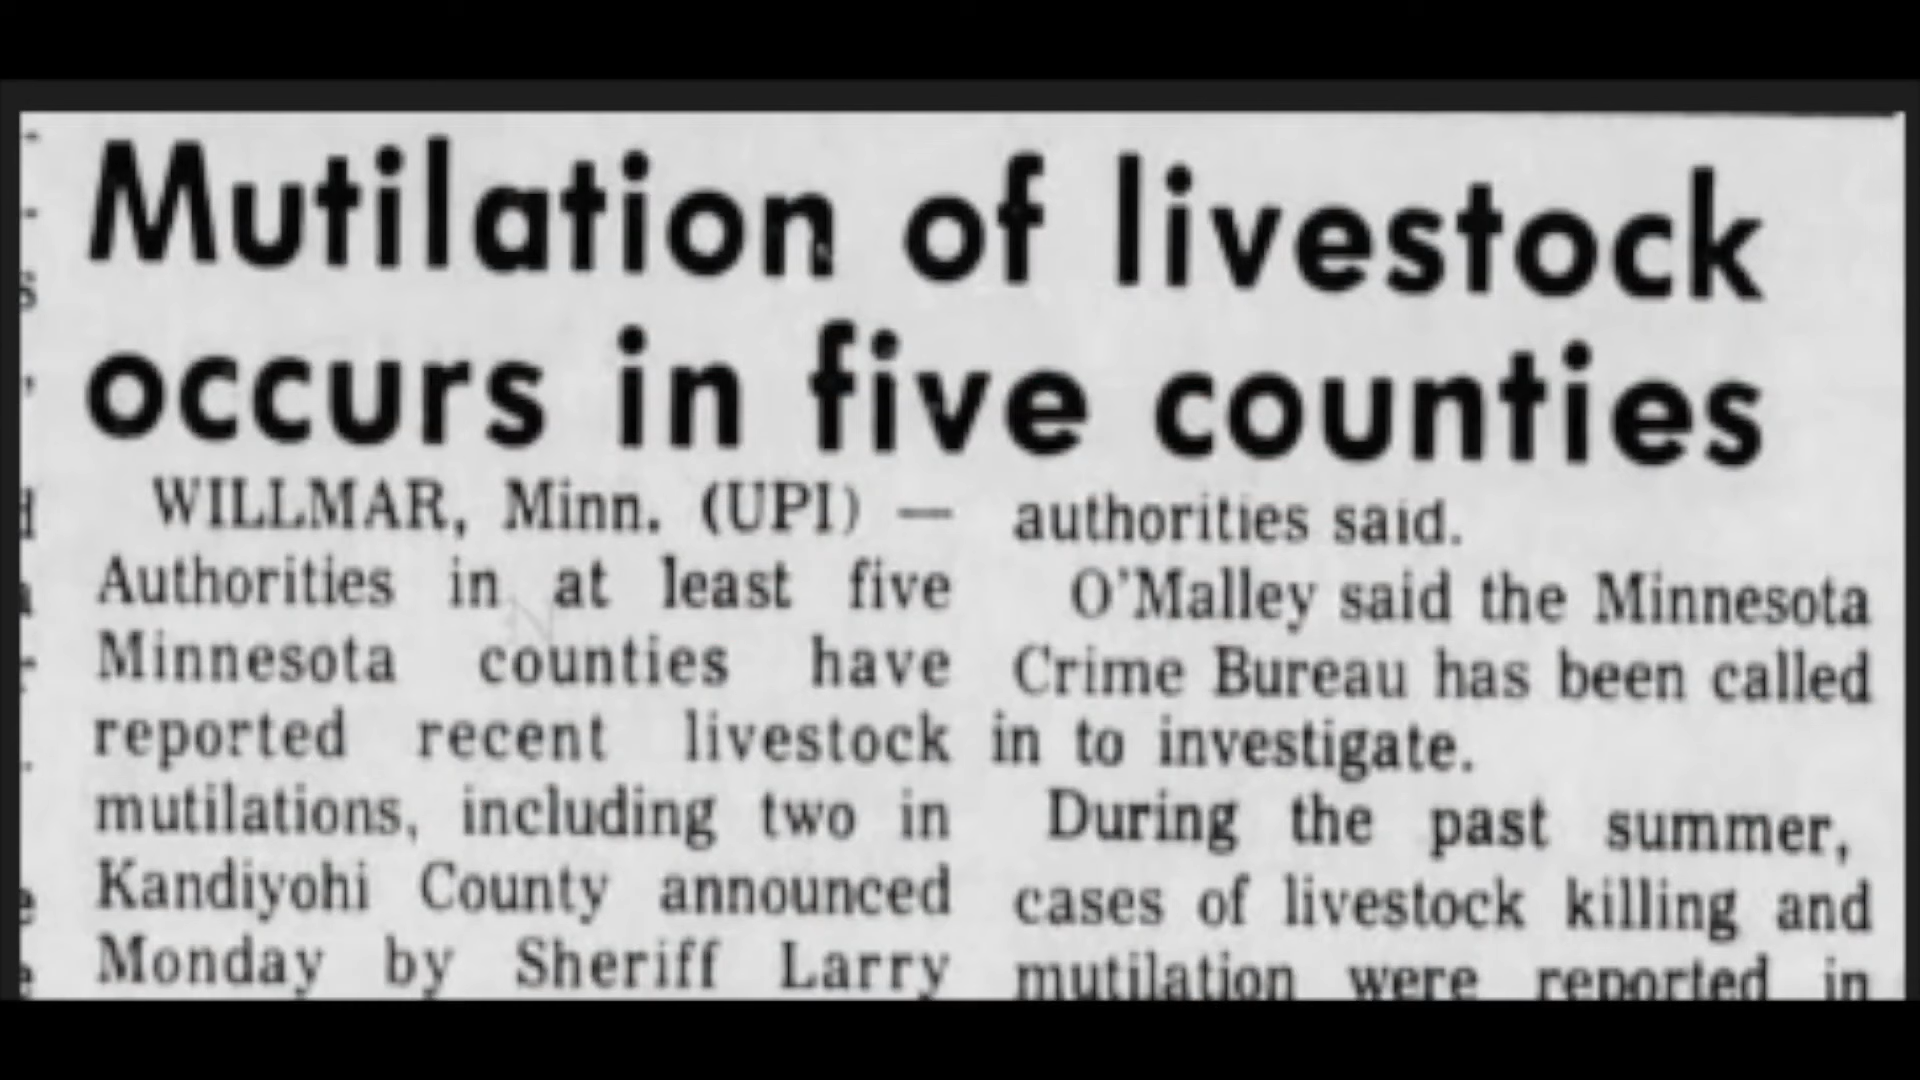 Mutilation of livestock
occurs in five counties
WILLMAR, Minn. (UPI) —
Authorities in at least five
Minnesota counties have
reported recent livestock
mutilations, including two in
Kandiyohi County announced
Monday by Sheriff Larry
authorities said.
O'Malley said the Minnesota
Crime Bureau has been called
in to investigate.
During the past summer,
cases of livestock killing and
mutilation were reported in